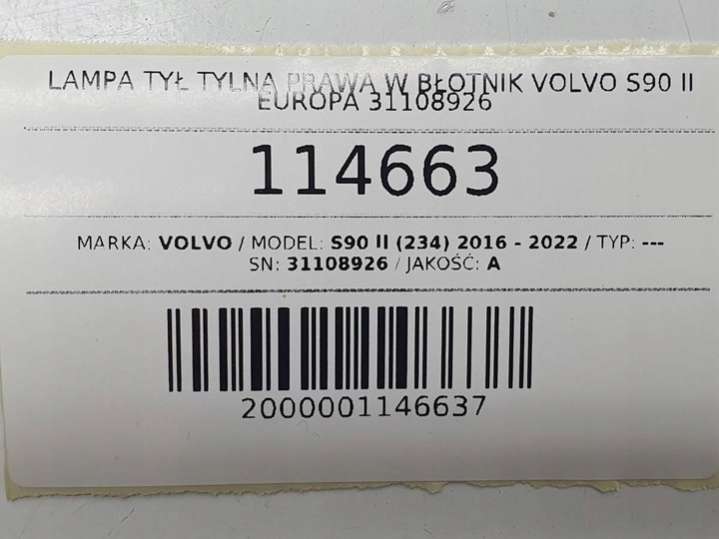 LAMPA TYŁ TYLNA PRAWA W BŁOTNIK VOLVO S90 II
EUROPA 31108926
114663
MARKA: VOLVO / MODEL: S90 II (234) 2016 - 2022 / TYP: ---
SN: 31108926 / JAKOŚĆ: A
2000001146637